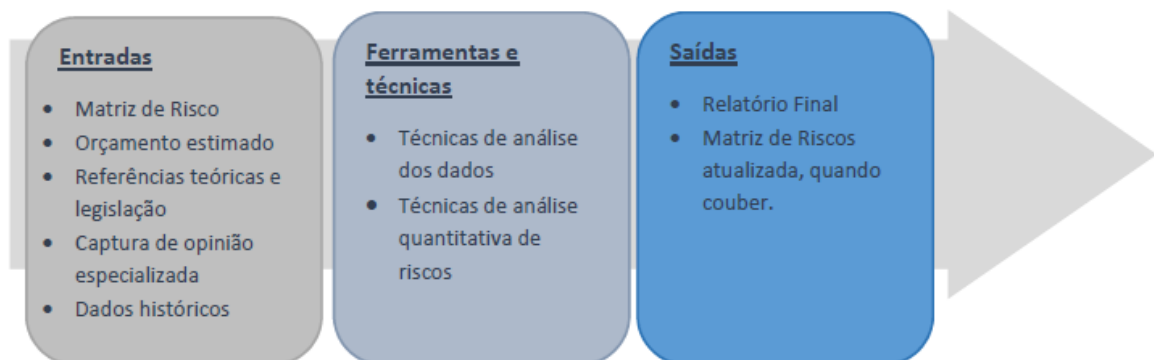 Entradas
• Matriz de Risco
• Orçamento estimado
• Referências teóricas e
legislação
• Captura de opinião
especializada
• Dados históricos
Ferramentas e
técnicas
• Técnicas de análise
dos dados
• Técnicas de análise
quantitativa de
riscos
Saídas
• Relatório Final
• Matriz de Riscos
atualizada, quando
couber.